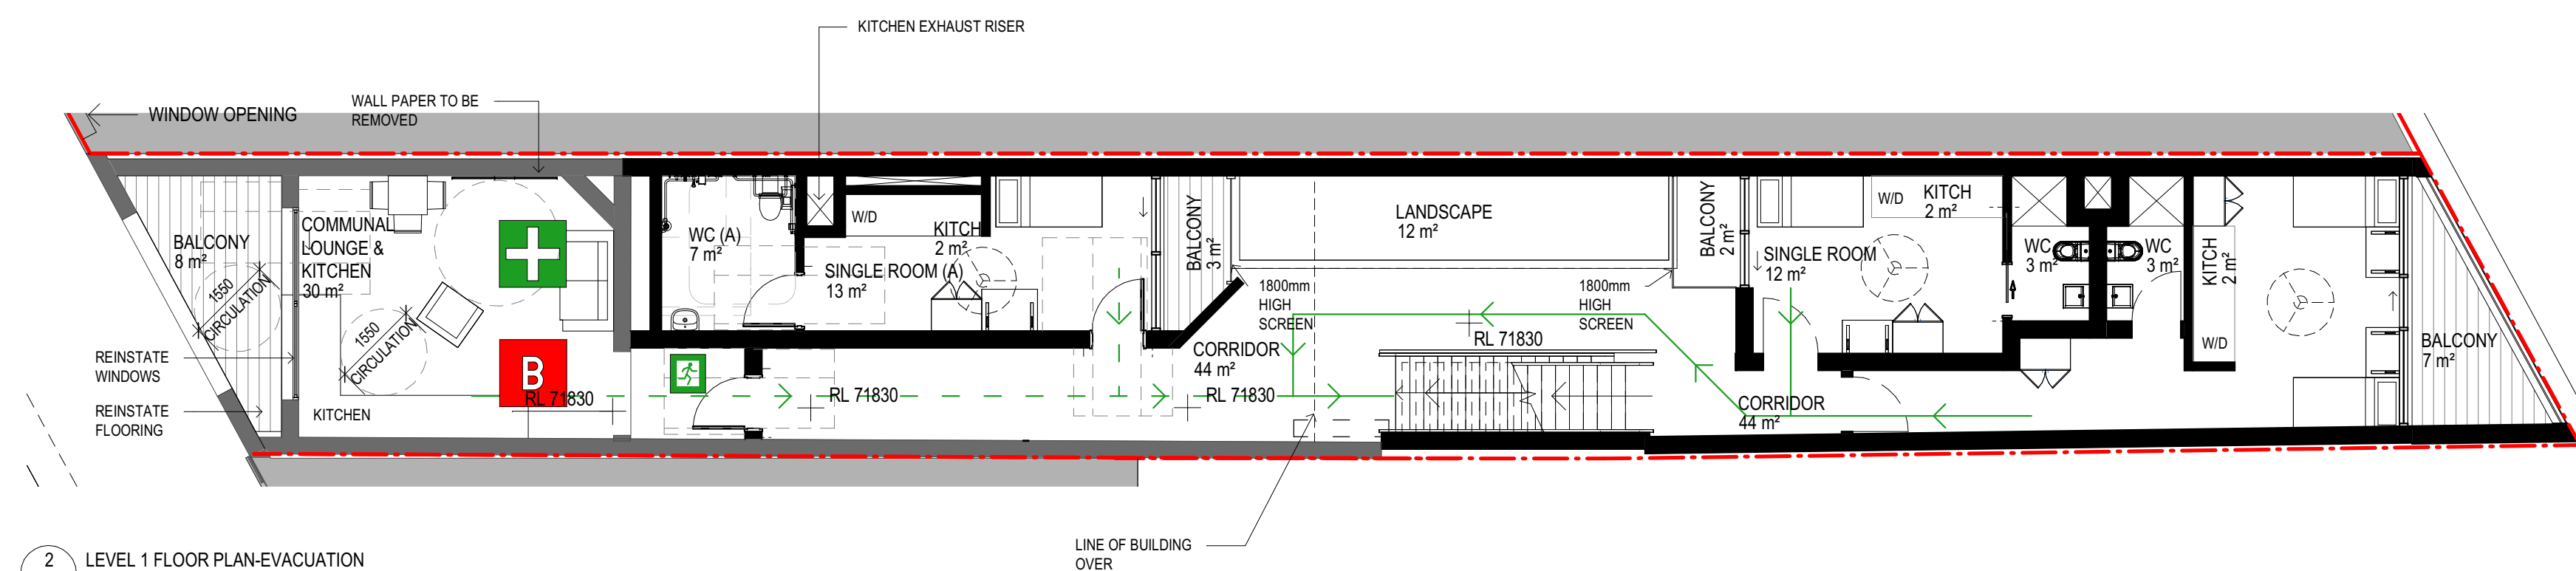 KITCHEN EXHAUST RISER
WINDOW OPENING
WALL PAPER TO BE
REMOVED
BALCONY
8 m²
1550
CIRCULATION
COMMUNAL
LOUNGE &
KITCHEN
30 m²
1550
CIRCULATION
REINSTATE
WINDOWS
REINSTATE
FLOORING
KITCHEN
B
RL 71830
WC (A)
7 m²
W/D
KITCH
2 m²
SINGLE ROOM (A)
13 m²
RL 71830
BALCONY
3 m²
LANDSCAPE
12 m²
1800mm
HIGH
SCREEN
1800mm
HIGH
SCREEN
CORRIDOR
44 m²
RL 71830
RL 71830
BALCONY
2 m²
SINGLE ROOM
12 m²
W/D
KITCH
2 m²
WC
3 m²
WC
3 m²
KITCH
2 m²
W/D
CORRIDOR
44 m²
BALCONY
7 m²
LINE OF BUILDING
OVER
2
LEVEL 1 FLOOR PLAN-EVACUATION